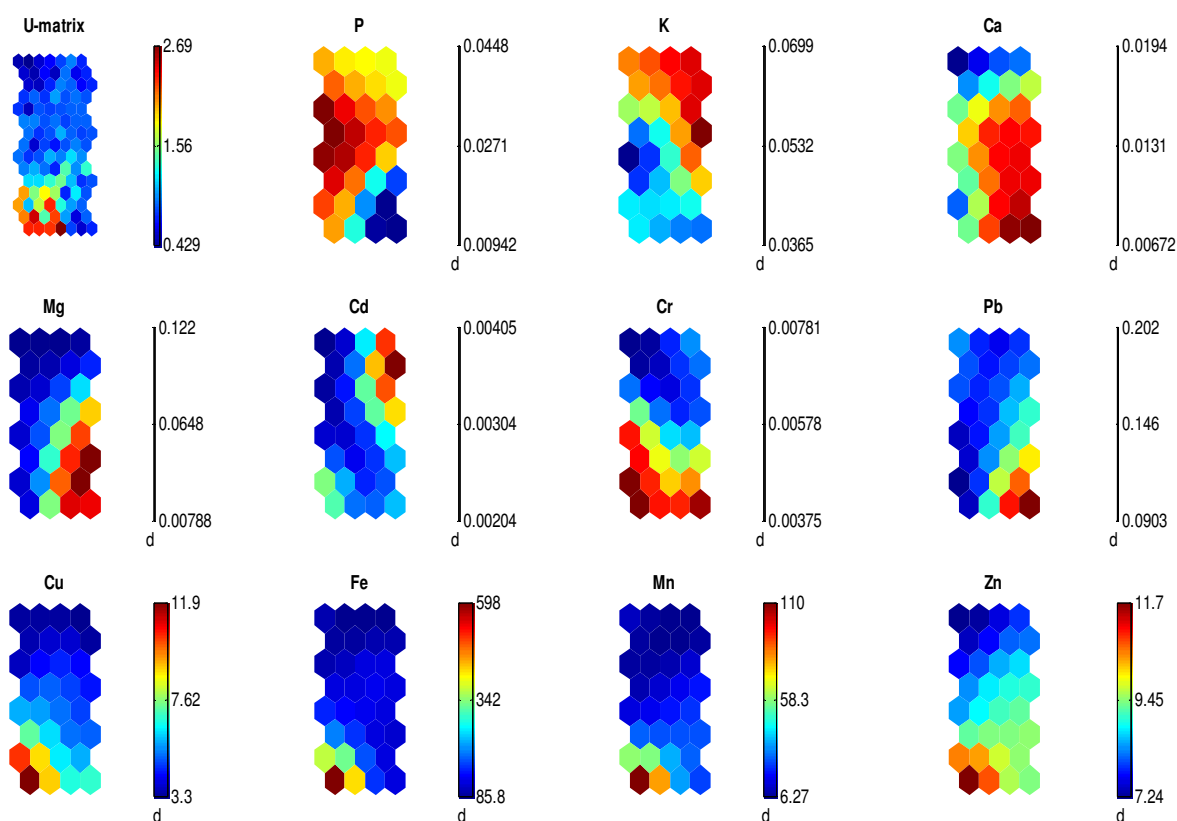 U-matrix
2.69
1.56
0.429
P
0.0448
0.0271
0.00942
d
K
0.0699
0.0532
0.0365
d
Ca
0.0194
0.0131
0.00672
d
Mg
0.122
0.0648
0.00788
d
Cd
0.00405
0.00304
0.00204
d
Cr
0.00781
0.00578
0.00375
d
Pb
0.202
0.146
0.0903
d
Cu
11.9
7.62
3.3
d
Fe
598
342
85.8
d
Mn
110
58.3
6.27
d
Zn
11.7
9.45
7.24
d